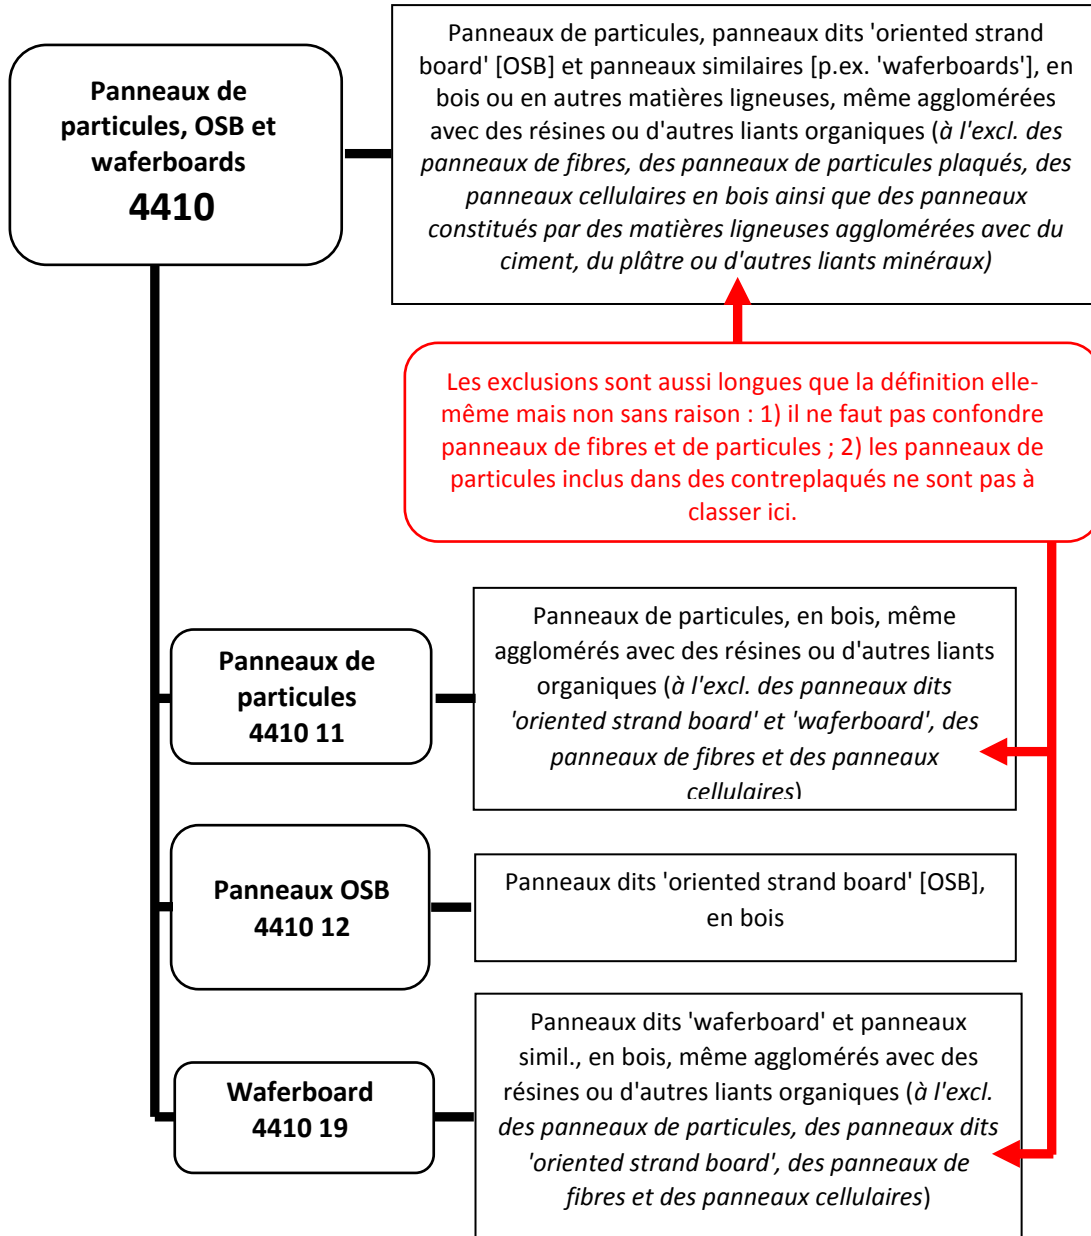 Panneaux de
particules, OSB et
waferboards
4410
Panneaux de particules, panneaux dits 'oriented strand
board' [OSB] et panneaux similaires [p.ex. 'waferboards'], en
bois ou en autres matières ligneuses, même agglomérées
avec des résines ou d'autres liants organiques (à l'excl. des
panneaux de fibres, des panneaux de particules plaqués, des
panneaux cellulaires en bois ainsi que des panneaux
constitués par des matières ligneuses agglomérées avec du
ciment, du plâtre ou d'autres liants minéraux)
Les exclusions sont aussi longues que la définition elle-
même mais non sans raison : 1) il ne faut pas confondre
panneaux de fibres et de particules ; 2) les panneaux de
particules inclus dans des contreplaqués ne sont pas à
classer ici.
Panneaux de
particules
4410 11
Panneaux de particules, en bois, même
agglomérés avec des résines ou d'autres liants
organiques (à l'excl. des panneaux dits
'oriented strand board' et 'waferboard', des
panneaux de fibres et des panneaux
cellulaires)
Panneaux OSB
4410 12
Panneaux dits 'oriented strand board' [OSB],
en bois
Waferboard
4410 19
Panneaux dits 'waferboard' et panneaux
simil., en bois, même agglomérés avec des
résines ou d'autres liants organiques (à l'excl.
des panneaux de particules, des panneaux dits
'oriented strand board', des panneaux de
fibres et des panneaux cellulaires)